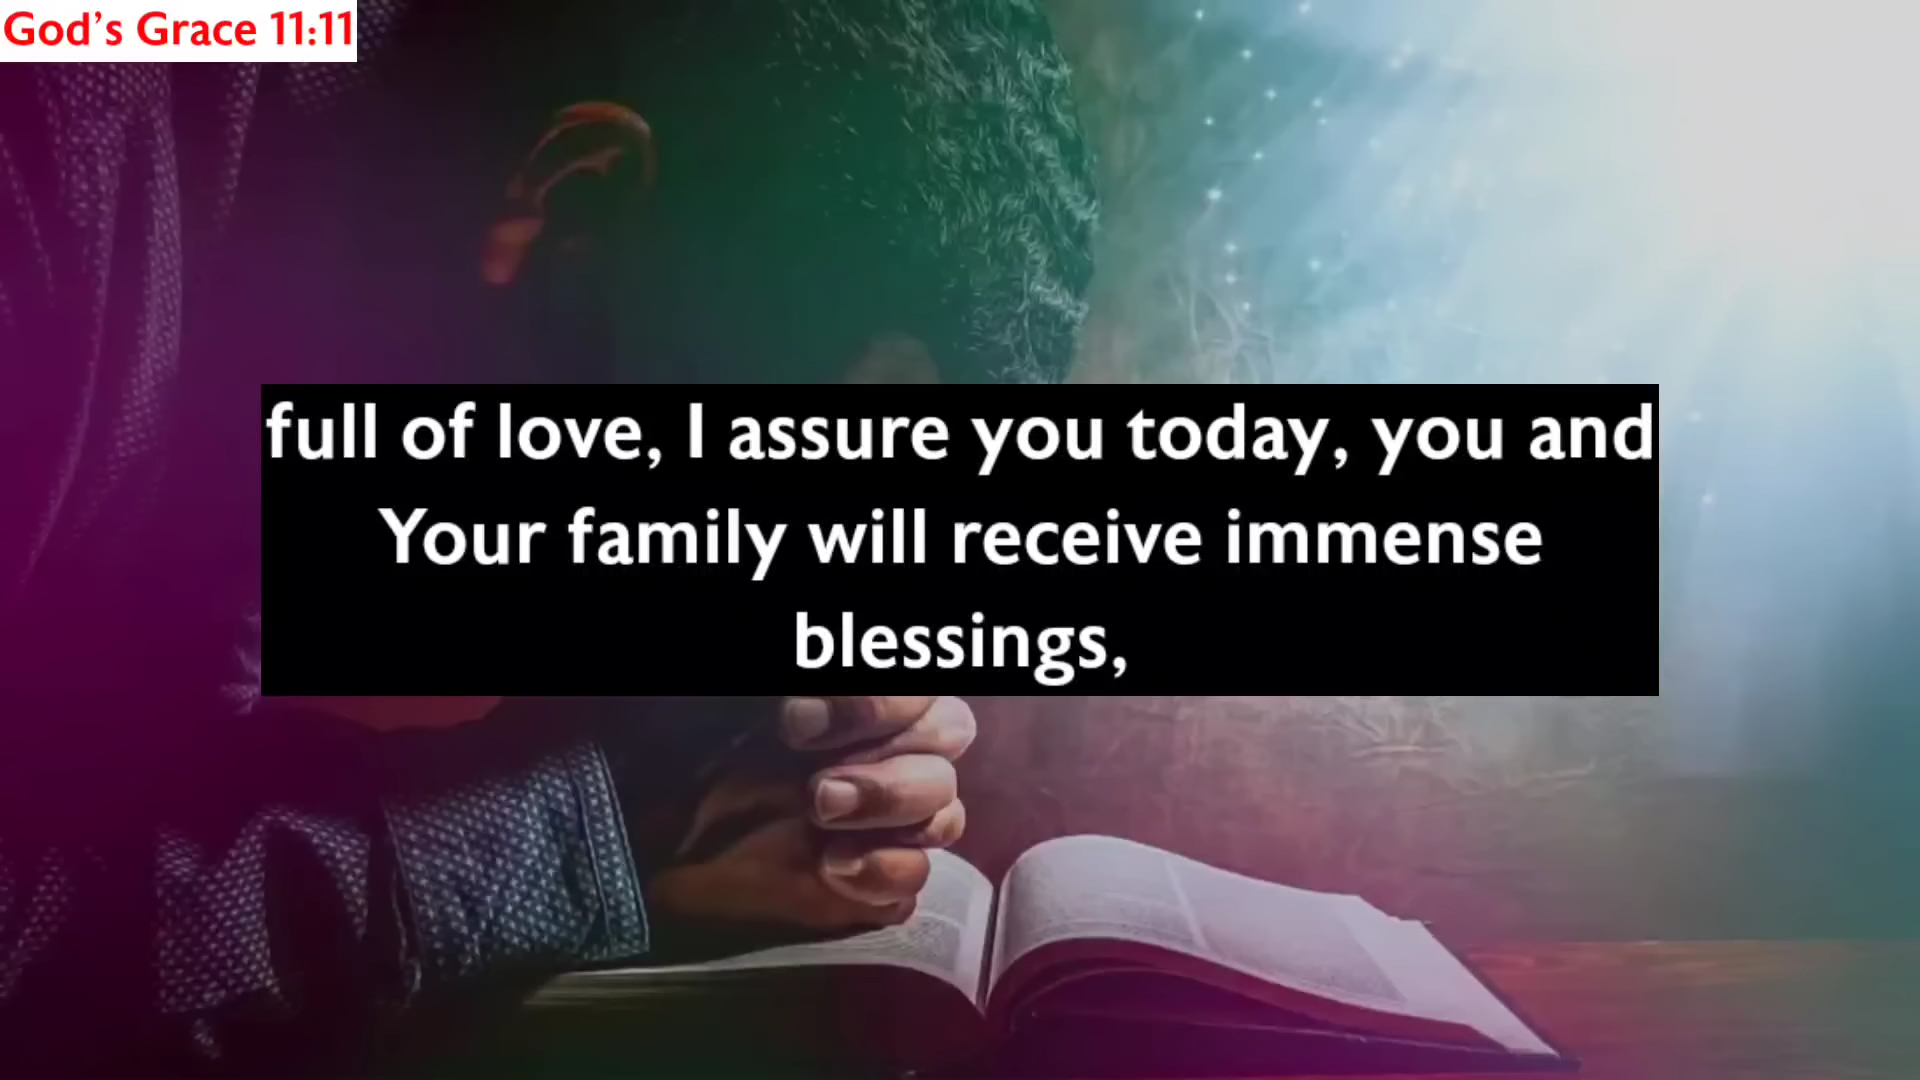 God’s Grace 11:11
full of love, I assure you today, you and
Your family will receive immense
blessings,